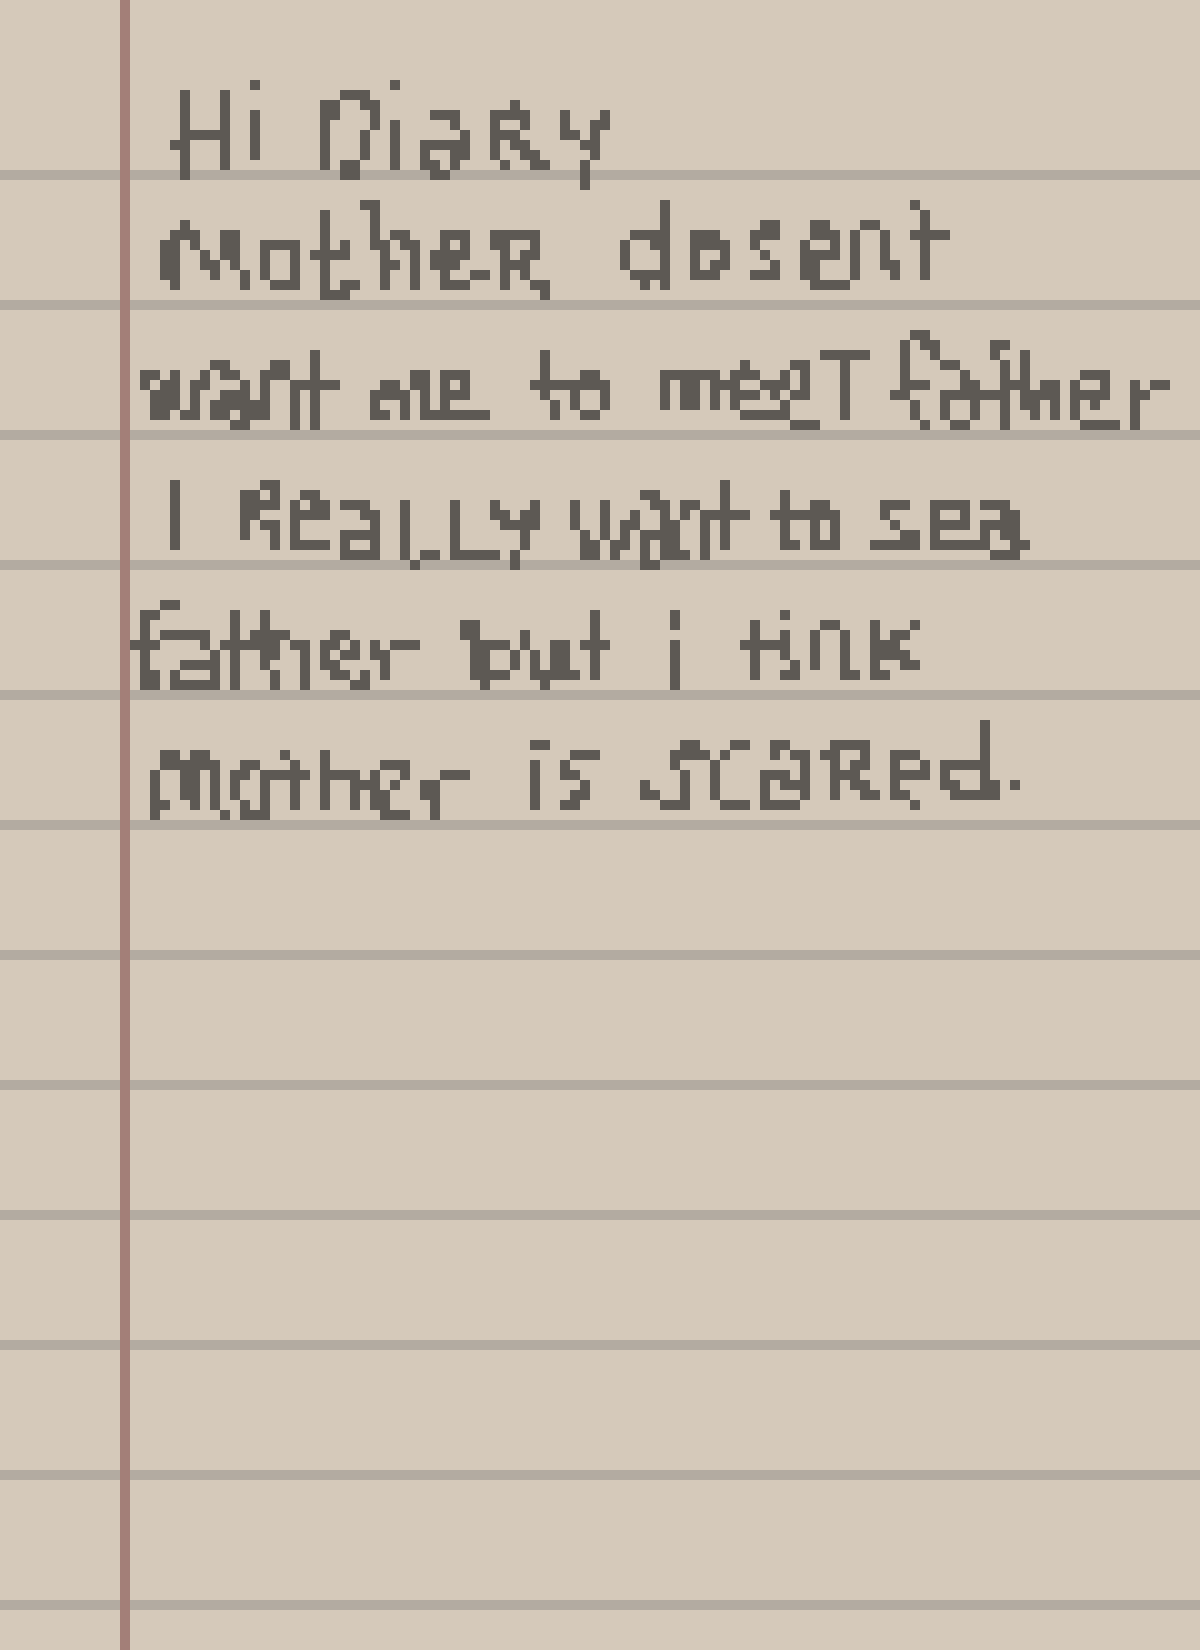 Hi DiaRy
MotheR dosent
want me to meeT father
I ReaLLy want to sea
father but i tink
mother is scaRed.